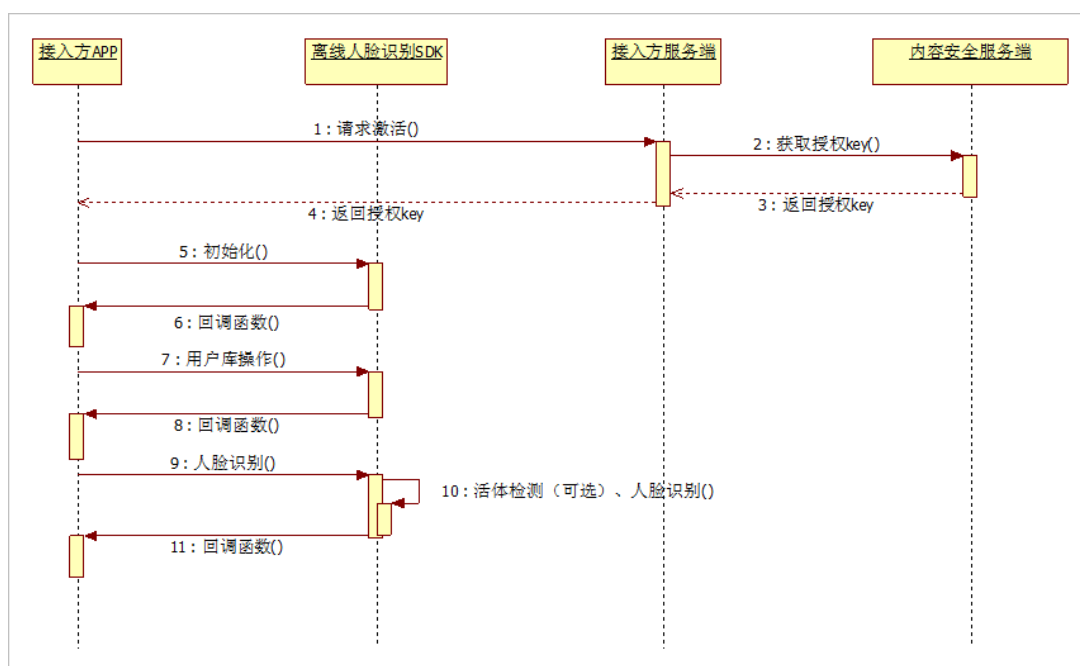 接入方APP
离线人脸识别SDK
接入方服务端
内容安全服务端
1：请求激活()
2：获取授权key()
3：返回授权key
4：返回授权key
5：初始化()
6：回调函数()
7：用户库操作()
8：回调函数()
9：人脸识别()
10：活体检测（可选）、人脸识别()
11：回调函数()